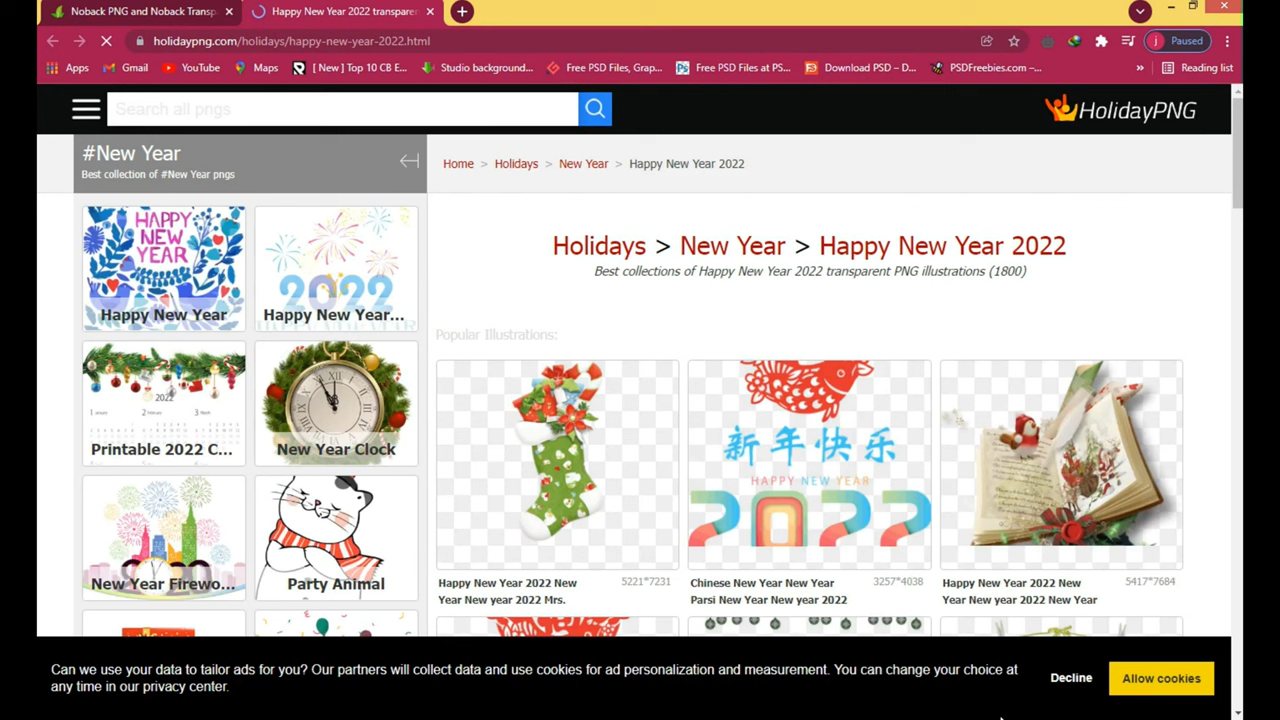 Noback PNG and Noback Transp
Happy New Year 2022 transpare
holidaypng.com/holidays/happy-new-year-2022.html
j Paused
Apps
Gmail
YouTube
Maps
[ New ] Top 10 CB E...
Studio background...
Free PSD Files, Grap...
Free PSD Files at PS...
Download PSD – D...
PSDFreebies.com –...
»
Reading list
Search all pngs
HolidayPNG
#New Year
Best collection of #New Year pngs
Home > Holidays > New Year > Happy New Year 2022
HAPPY
NEW
YEAR
Happy New Year
2022
HAPPY NEW YEAR
Happy New Year...
2022
Printable 2022 C...
XII
New Year Clock
New Year Firewo...
Party Animal
Holidays > New Year > Happy New Year 2022
Best collections of Happy New Year 2022 transparent PNG illustrations (1800)
Popular Illustrations:
Happy New Year 2022 New 5221*7231
Year New year 2022 Mrs.
新年快乐
HAPPY NEW YEAR
2022
Chinese New Year New Year 3257*4038
Parsi New Year New year 2022
Happy New Year 2022 New 5417*7684
Year New year 2022 New Year
Can we use your data to tailor ads for you? Our partners will collect data and use cookies for ad personalization and measurement. You can change your choice at
any time in our privacy center.
Decline
Allow cookies